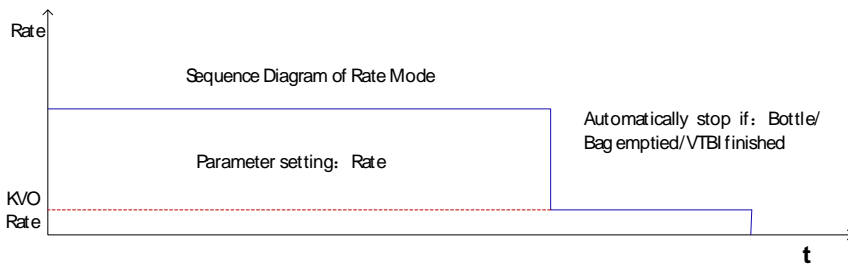 Rate
Sequence Diagram of Rate Mode
Automatically stop if：Bottle/
Bag emptied/VTBI finished
Parameter setting：Rate
KVO
Rate
t